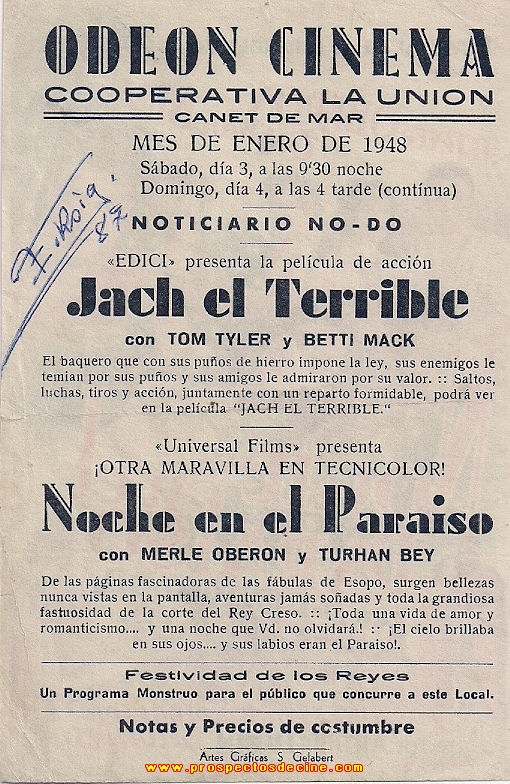 ODEON CINEMA
COOPERATIVA LA UNION
CANET DE MAR
MES DE ENERO DE 1948
Sábado, día 3, a las 9'30 noche
Domingo, día 4, a las 4 tarde (contínua)
F. Roig.
87
NOTICIARIO NO-DO
«EDICI» presenta la película de acción
Jach el Terrible
con TOM TYLER y BETTI MACK
El baquero que con sus puños de hierro impone la ley, sus enemigos le
temian por sus puños y sus amigos le admiraron por su valor. :: Saltos,
luchas, tiros y acción, juntamente con un reparto formidable, podrá ver
en la película "JACH EL TERRIBLE."
«Universal Films» presenta
¡OTRA MARAVILLA EN TECNICOLOR!
Noche en el Paraiso
con MERLE OBERON y TURHAN BEY
De las páginas fascinadoras de las fábulas de Esopo, surgen bellezas
nunca vistas en la pantalla, aventuras jamás soñadas y toda la grandiosa
fastuosidad de la corte del Rey Creso. :: ¡Toda una vida de amor y
romanticismo.... y una noche que Vd. no olvidará.! :: ¡El cielo brillaba
en sus ojos.... y sus labios eran el Paraiso!.
Festividad de los Reyes
Un Programa Monstruo para el público que concurre a este Local.
Notas y Precios de costumbre
Artes Gráficas S Gelabert
www.prospectosdecine.com